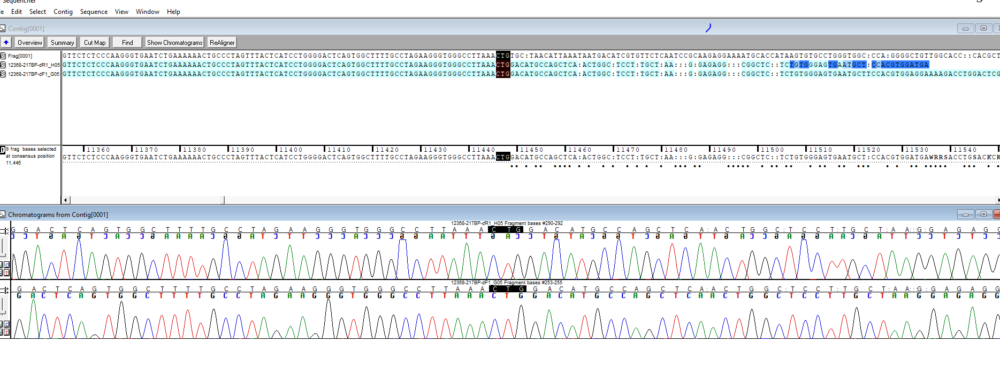 Sequencher
Edit Select Contig Sequence View Window Help
Contig[0001]
Overview Summary Cut Map Find Show Chromatograms ReAligner
Frag[0001] GTTCTCTCCCAAGGGTGAATCTGAAAAAACTGCCCTAGTTTACTCATCCTGGGGACTCAGTGGCTTTTGCCTAGAAGGGTGGGCCTTAAACTGTGC:TAACATTAAATAATGACATCGTGTTCTCAATCCGCAAGAGGAAAATGCACCATAAGTGTGCCTGGGTGGC:CCA:GGGGCTGTTGGCACC::CACGCT
12368-217BP-dR1_H05 GTTCTCTCCCAAGGGTGAATCTGAAAAAACTGCCCTAGTTTACTCATCCTGGGGACTCAGTGGCTTTTGCCTAGAAGGGTGGGCCTTAAACTGGACATGCCAGCTCA:ACTGGC:TCCT:TGCT:AA:::G:GAGAGG:::CGGCTC::TCTGTGGGAGTGAATGCT:CCACGTGGATGA
12368-217BP-dF1_G05 GTTCTCTCCCAAGGGTGAATCTGAAAAAACTGCCCTAGTTTACTCATCCTGGGGACTCAGTGGCTTTTGCCTAGAAGGGTGGGCCTTAAACTGGACATGCCAGCTCA:ACTGGC:TCCT:TGCT:AA:::G:GAGAGG:::CGGCTC::TCTGTGGGAGTGAATGCTTCCACGTGGAGGAAAAGACCTGGACTCG
9 frag bases selected
at consensus position
11,446
11360 11370 11380 11390 11400 11410 11420 11430 11440 11450 11460 11470 11480 11490 11500 11510 11520 11530 11540
GTTCTCTCCCAAGGGTGAATCTGAAAAAACTGCCCTAGTTTACTCATCCTGGGGACTCAGTGGCTTTTGCCTAGAAGGGTGGGCCTTAAACTGGACATGCCAGCTCA:ACTGGC:TCCT:TGCT:AA:::G:GAGAGG:::CGGCTC::TCTGTGGGAGTGAATGCT:CCACGTGGATGAWRRSACCTGSACKCK
Chromatograms from Contig[0001]
12368-217BP-dR1_H05 Fragment bases #290-292
G G A C T C A G T G G C T T T T G C C T A G A A G G G T G G G C C T T A A A C T G G A C A T G C C A G C T C A : A C T G G C : T C C T : T G C T : A A ::: G : G A G A G G
12368-217BP-dF1_G05 Fragment bases #253-255
G A C T C A G T G G C T T T T G C C T A G A A G G G T G G G C C T T A A A C T G G A C A T G C C A G C T C A : A C T G G C : T C C T : T G C T : A A ::: G : G A G A G G
G A C T C A G T G G C T T T T G C C T A G A A G G G T G G G C C T T A A A C T G G A C A T G C C A G C T C A A C T G G C T C C T T G C T A A G G A G A G G